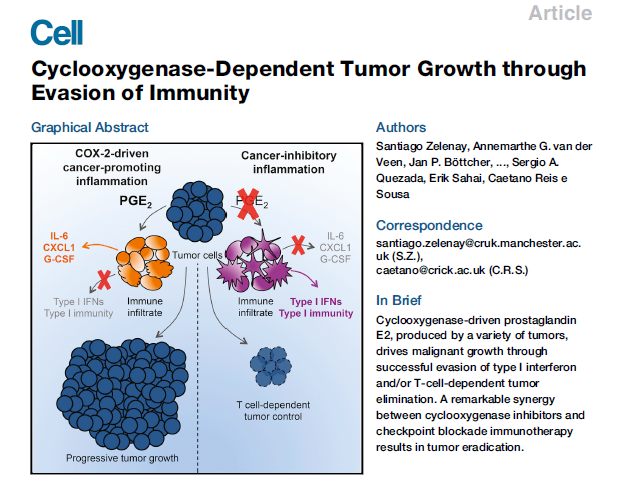 Article
Cell
Cyclooxygenase-Dependent Tumor Growth through
Evasion of Immunity
Graphical Abstract
COX-2-driven
cancer-promoting
inflammation
Cancer-inhibitory
inflammation
PGE2
PGE2
Tumor cells
IL-6
CXCL1
G-CSF
IL-6
CXCL1
G-CSF
Type I IFNs
Type I immunity
Immune
infiltrate
Immune
infiltrate
Type I IFNs
Type I immunity
Progressive tumor growth
T cell-dependent
tumor control
Authors
Santiago Zelenay, Annemarthe G. van der
Veen, Jan P. Böttcher, ..., Sergio A.
Quezada, Erik Sahai, Caetano Reis e
Sousa
Correspondence
santiago.zelenay@cruk.manchester.ac.
uk (S.Z.),
caetano@crick.ac.uk (C.R.S.)
In Brief
Cyclooxygenase-driven prostaglandin
E2, produced by a variety of tumors,
drives malignant growth through
successful evasion of type I interferon
and/or T-cell-dependent tumor
elimination. A remarkable synergy
between cyclooxygenase inhibitors and
checkpoint blockade immunotherapy
results in tumor eradication.